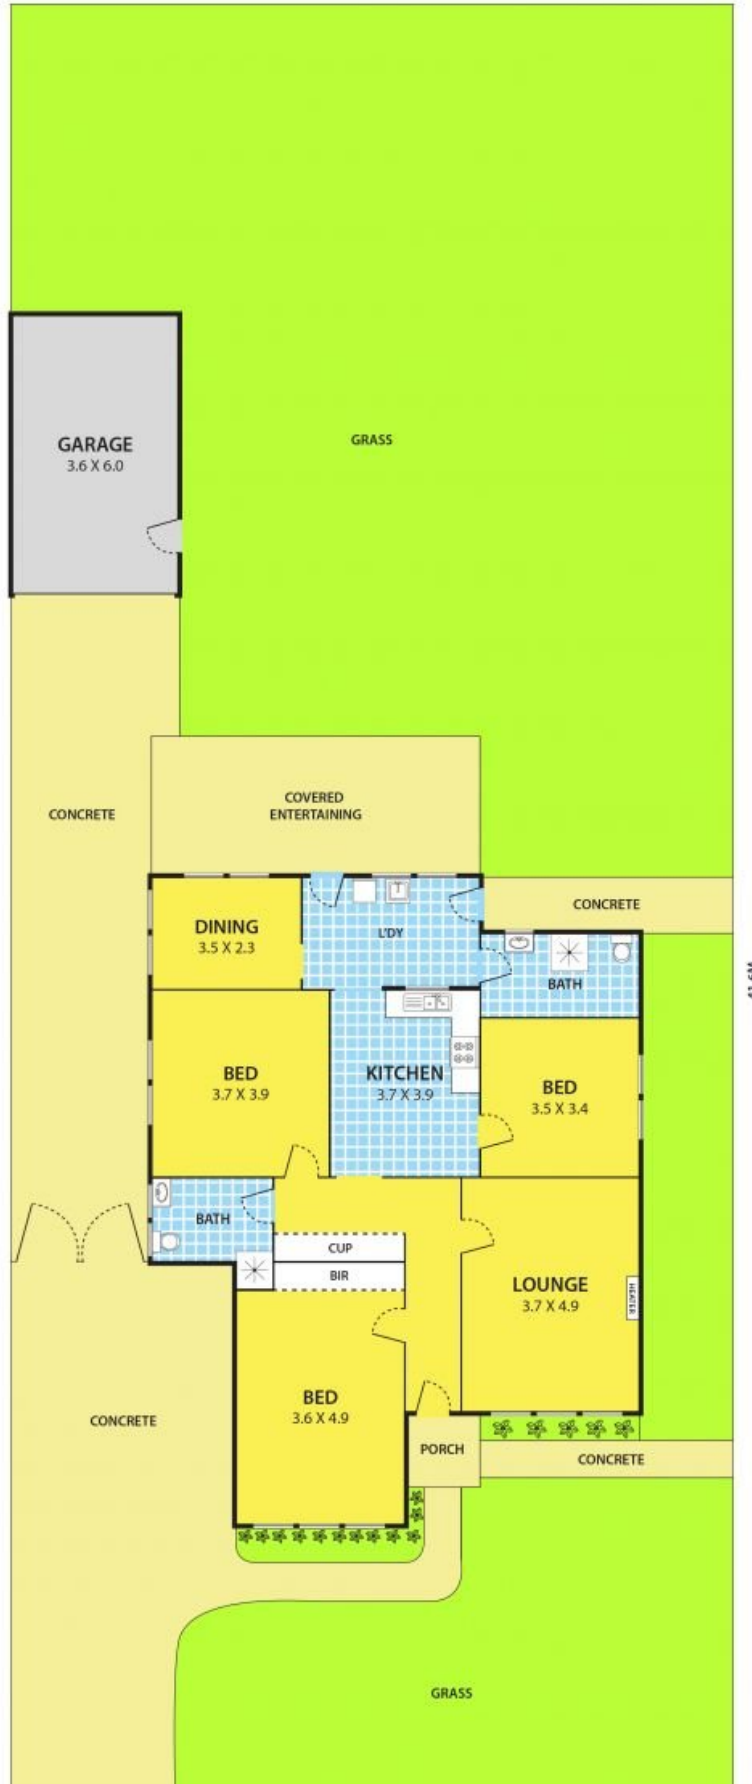 GARAGE
3.6 X 6.0
GRASS
CONCRETE
COVERED
ENTERTAINING
DINING
3.5 X 2.3
L'DY
CONCRETE
BATH
BED
3.7 X 3.9
KITCHEN
3.7 X 3.9
BED
3.5 X 3.4
BATH
CUP
BIR
LOUNGE
3.7 X 4.9
HEATER
BED
3.6 X 4.9
CONCRETE
PORCH
CONCRETE
GRASS